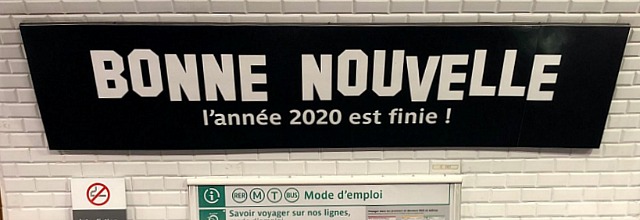 BONNE NOUVELLE
l'année 2020 est finie !
i RER M T BUS Mode d'emploi
Savoir voyager sur nos lignes,